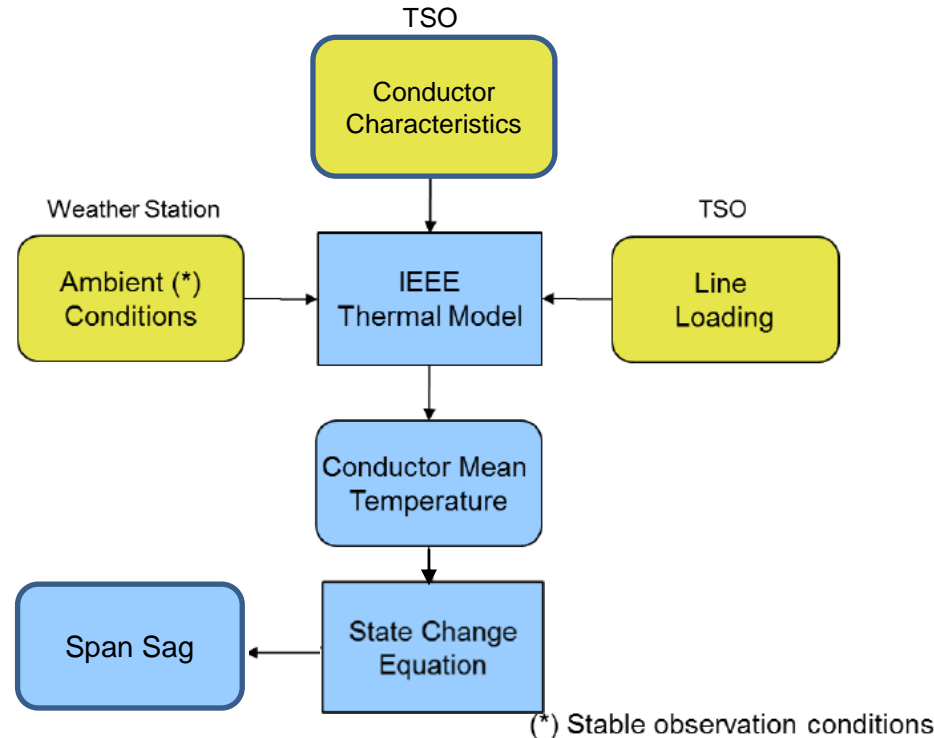 TSO
Conductor
Characteristics
Weather Station
TSO
Ambient (*)
Conditions
IEEE
Thermal Model
Line
Loading
Conductor Mean
Temperature
Span Sag
State Change
Equation
(*) Stable observation conditions